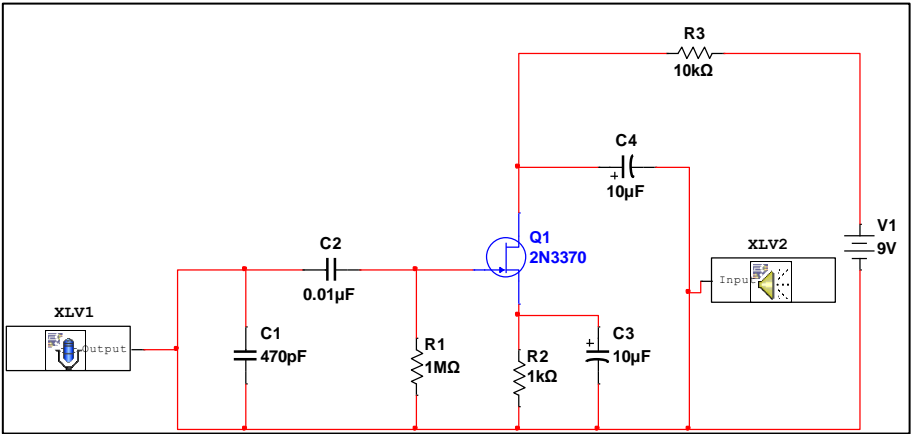 R3
10kΩ
C4
+
10µF
V1
9V
Q1
2N3370
C2
0.01µF
XLV2
Input
XLV1
Output
C1
470pF
R1
1MΩ
R2
1kΩ
+
C3
10µF